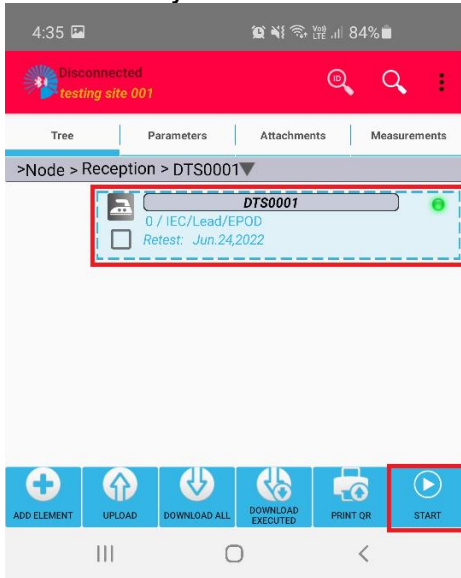 4:35 84%
Disconnected
testing site 001
Tree Parameters Attachments Measurements
>Node > Reception > DTS0001▼
DTS0001
0 / IEC/Lead/EPOD
Retest: Jun.24,2022
ADD ELEMENT UPLOAD DOWNLOAD ALL DOWNLOAD EXECUTED PRINT QR START